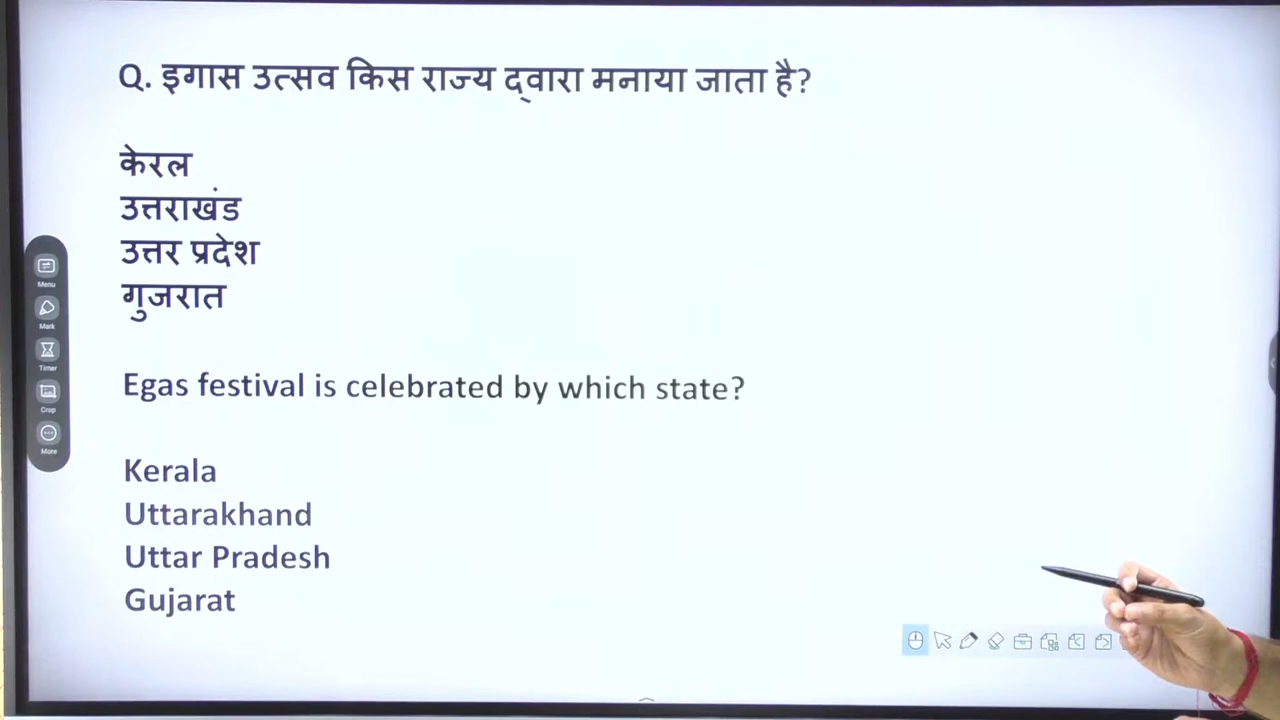 Q. इगास उत्सव किस राज्य द्वारा मनाया जाता है?
केरल
उत्तराखंड
उत्तर प्रदेश
गुजरात
Egas festival is celebrated by which state?
Kerala
Uttarakhand
Uttar Pradesh
Gujarat
Menu
Mark
Timer
Crop
More